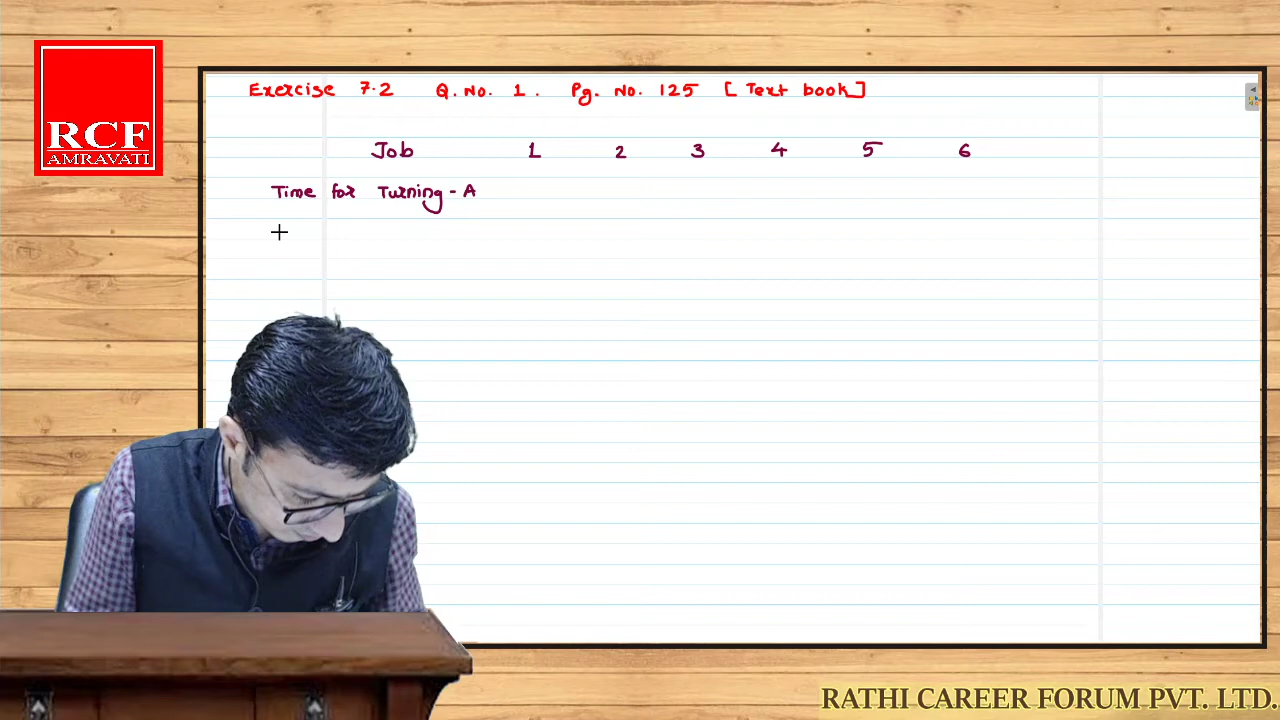 RCF
AMRAVATI
Exercise 7.2 Q. No. 1. Pg. No. 125 [Text book]
Job 1 2 3 4 5 6
Time for Turning - A
RATHI CAREER FORUM PVT. LTD.